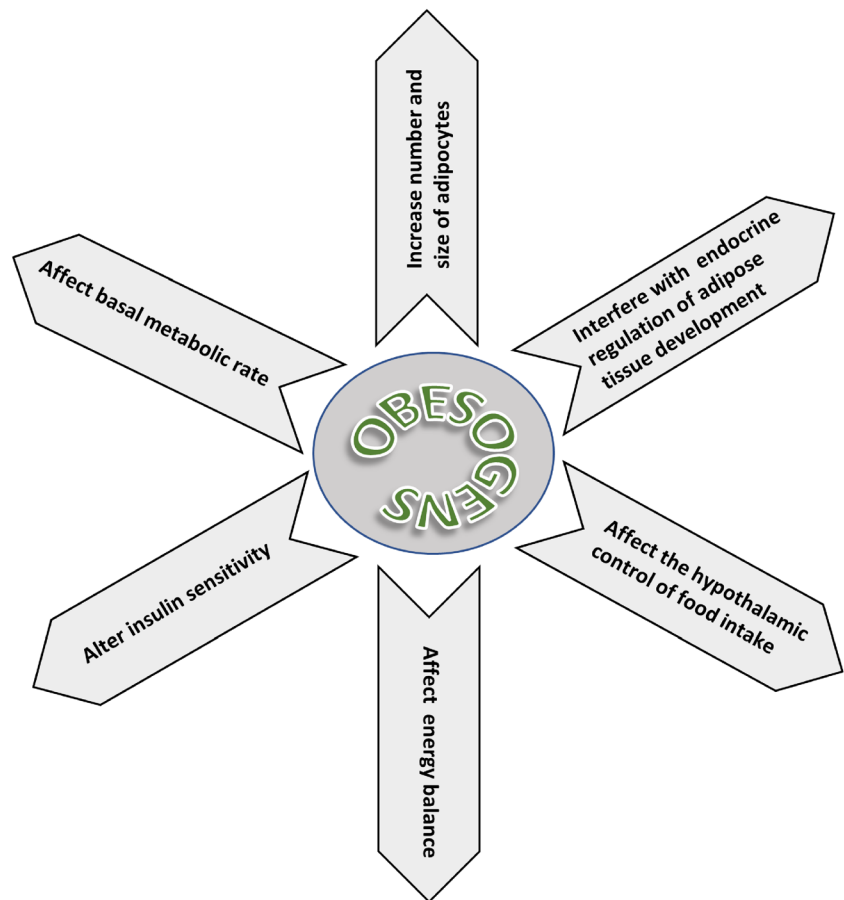 Increase number and
size of adipocytes
Interfere with endocrine
regulation of adipose
tissue development
Affect the hypothalamic
control of food intake
Affect energy balance
Alter insulin sensitivity
Affect basal metabolic rate
OBESOGENS